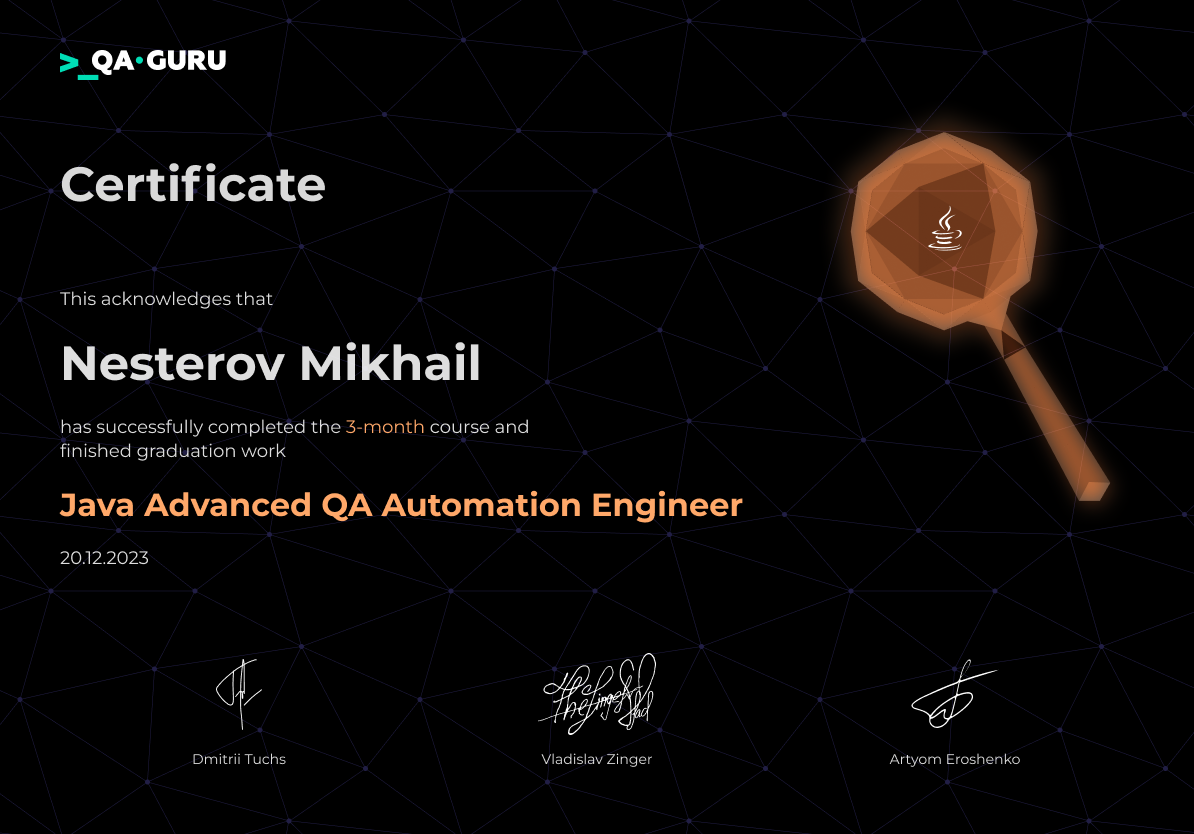 >_QA•GURU
Certificate
This acknowledges that
Nesterov Mikhail
has successfully completed the 3-month course and
finished graduation work
Java Advanced QA Automation Engineer
20.12.2023
Dmitrii Tuchs
Vladislav Zinger
Artyom Eroshenko